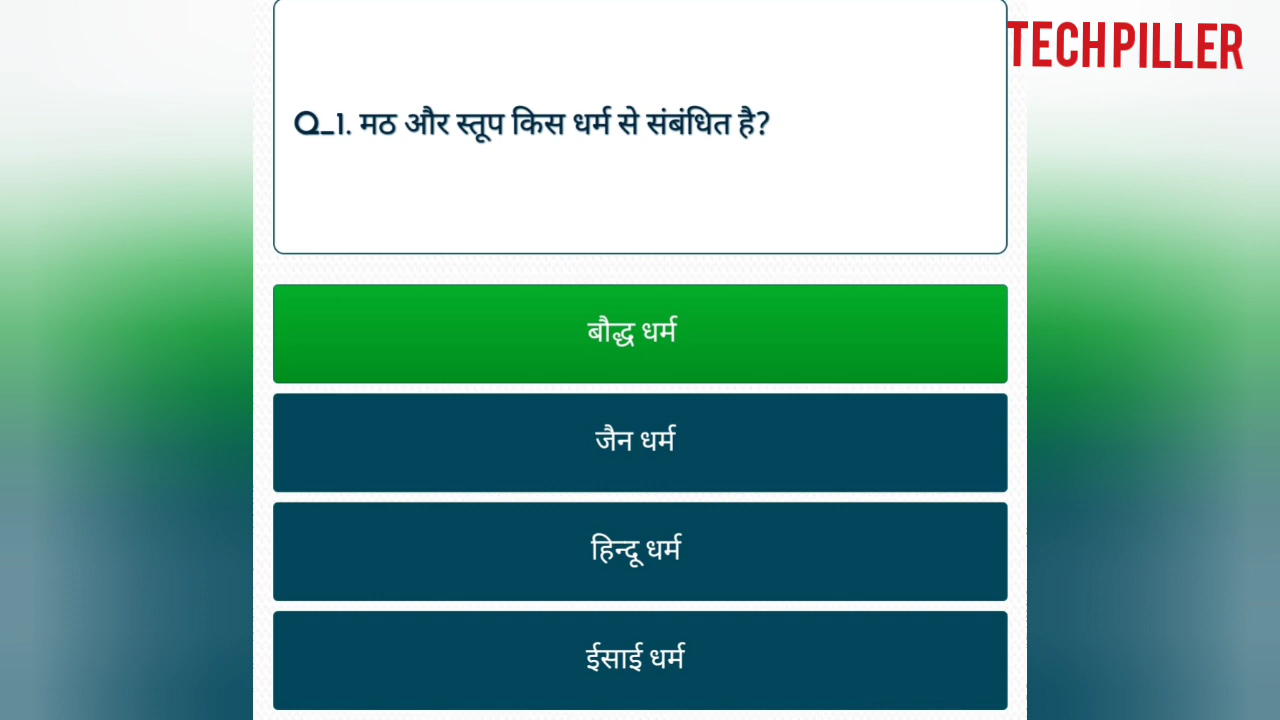 TECHPILLER
Q_1. मठ और स्तूप किस धर्म से संबंधित है?
बौद्ध धर्म
जैन धर्म
हिन्दू धर्म
ईसाई धर्म